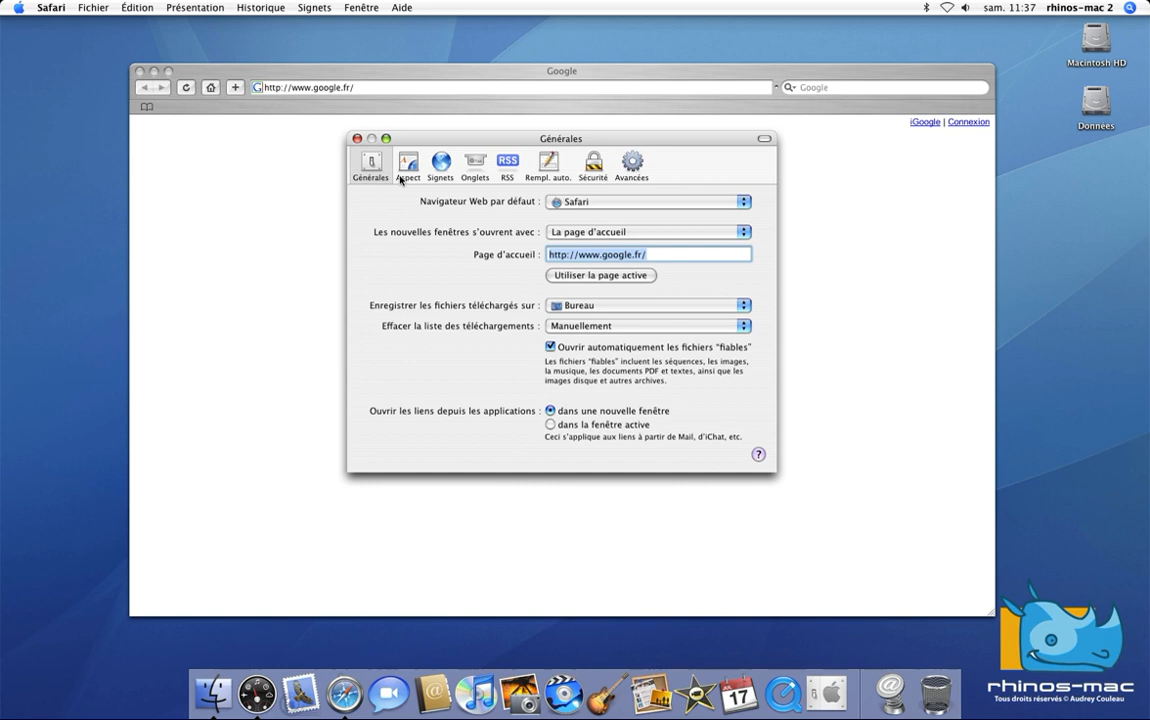 Safari Fichier Édition Présentation Historique Signets Fenêtre Aide sam. 11:37 rhinos-mac 2
Macintosh HD
Google
http://www.google.fr/ Google
Données
iGoogle | Connexion
Générales
Générales Aspect Signets Onglets RSS Rempl. auto. Sécurité Avancées
RSS
Navigateur Web par défaut : Safari
Les nouvelles fenêtres s'ouvrent avec : La page d'accueil
Page d'accueil : http://www.google.fr/
Utiliser la page active
Enregistrer les fichiers téléchargés sur : Bureau
Effacer la liste des téléchargements : Manuellement
Ouvrir automatiquement les fichiers "fiables"
Les fichiers "fiables" incluent les séquences, les images,
la musique, les documents PDF et textes, ainsi que les
images disque et autres archives.
Ouvrir les liens depuis les applications : dans une nouvelle fenêtre
dans la fenêtre active
Ceci s'applique aux liens à partir de Mail, d'iChat, etc.
?
17
rhinos-mac
Tous droits réservés © Audrey Couleau